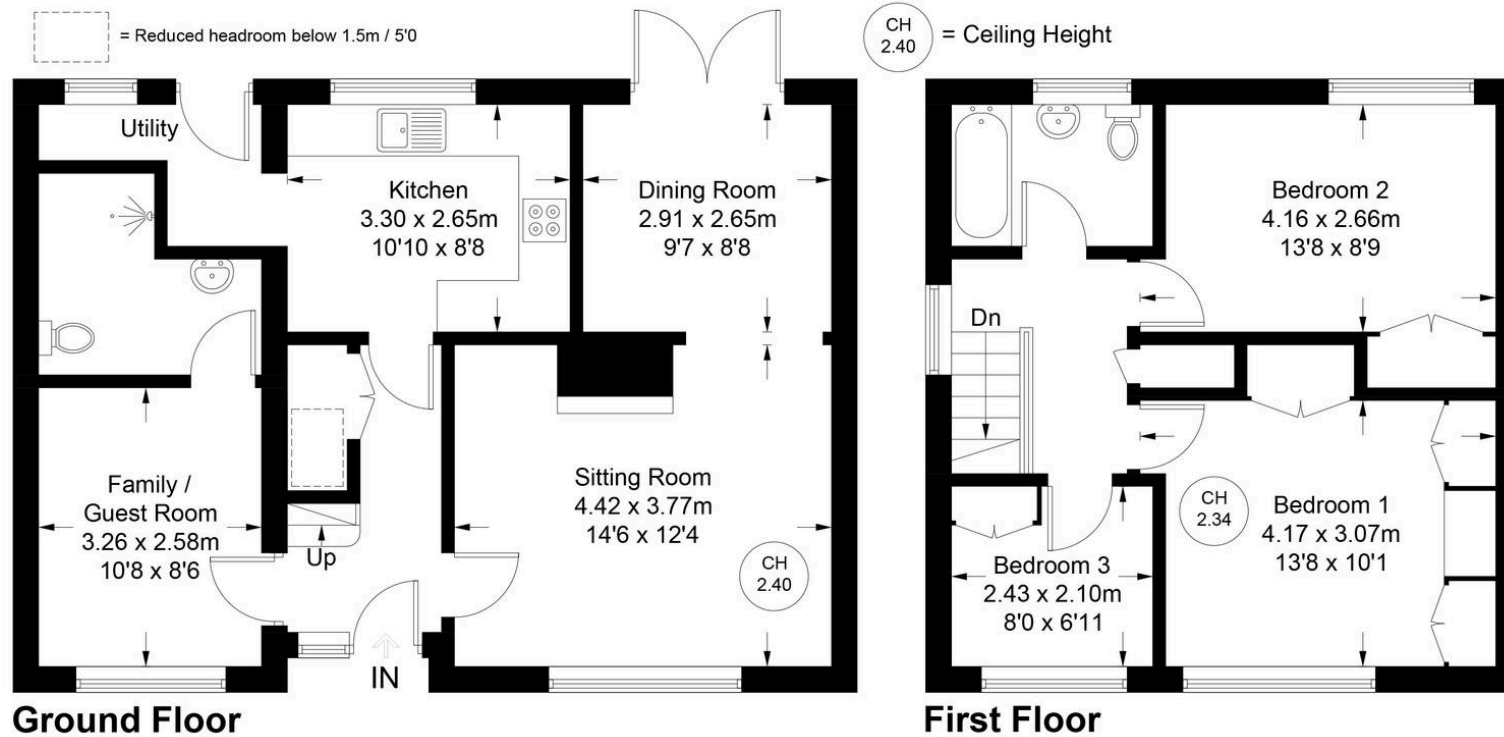 = Reduced headroom below 1.5m / 5'0
CH
2.40
= Ceiling Height
Utility
Kitchen
3.30 x 2.65m
10'10 x 8'8
Dining Room
2.91 x 2.65m
9'7 x 8'8
Family /
Guest Room
3.26 x 2.58m
10'8 x 8'6
Up
Sitting Room
4.42 x 3.77m
14'6 x 12'4
CH
2.40
IN
Ground Floor
Bedroom 2
4.16 x 2.66m
13'8 x 8'9
Dn
CH
2.34
Bedroom 1
4.17 x 3.07m
13'8 x 10'1
Bedroom 3
2.43 x 2.10m
8'0 x 6'11
First Floor